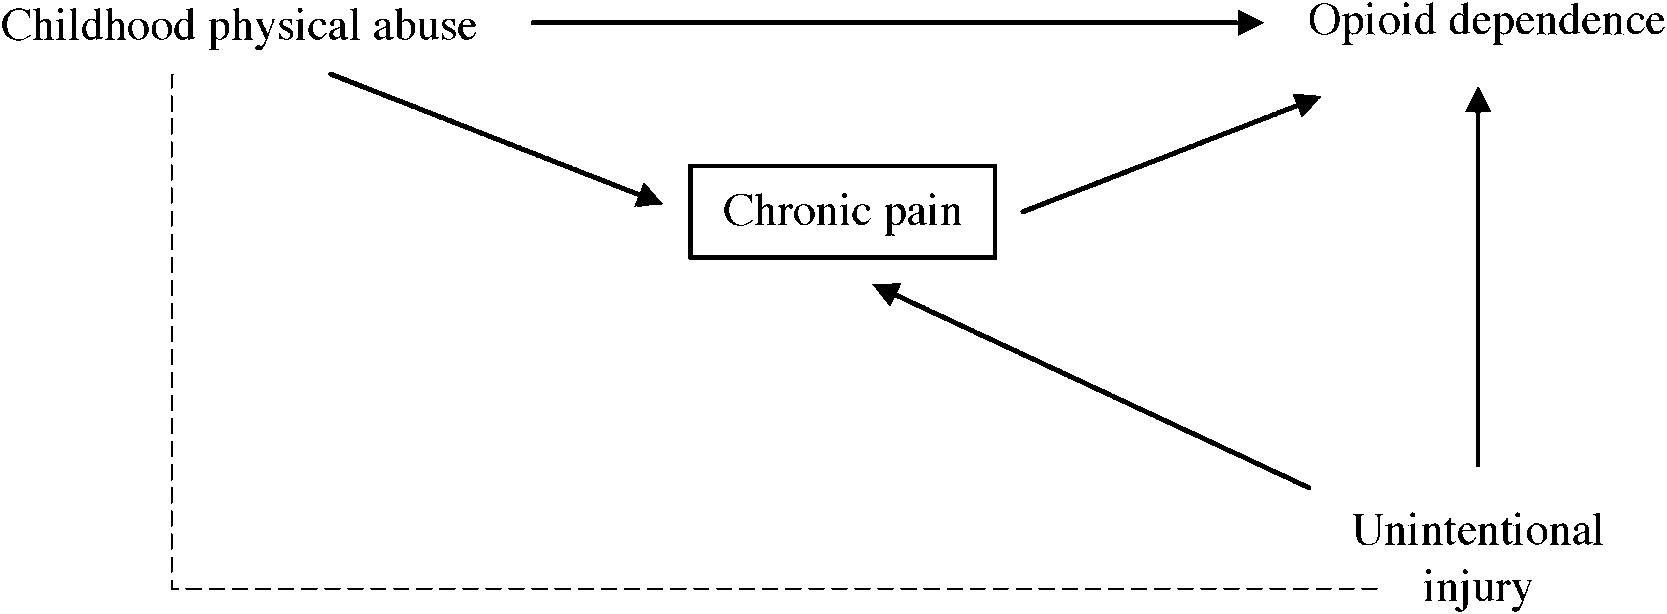 Childhood physical abuse
Opioid dependence
Chronic pain
Unintentional
injury